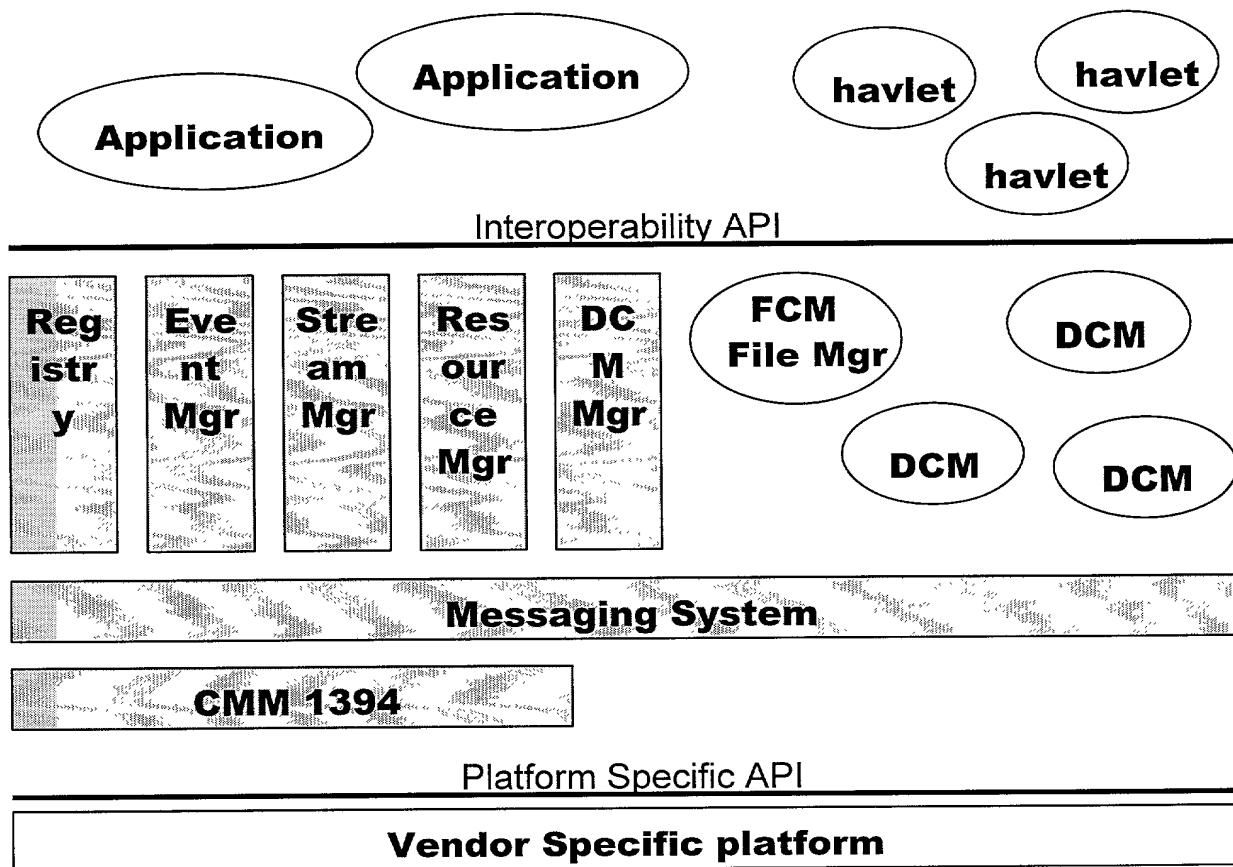 Application
Application
havlet
havlet
havlet
Interoperability API
Reg
istr
y
Eve
nt
Mgr
Stre
am
Mgr
Res
our
ce
Mgr
DC
M
Mgr
FCM
File Mgr
DCM
DCM
DCM
Messaging System
CMM 1394
Platform Specific API
Vendor Specific platform